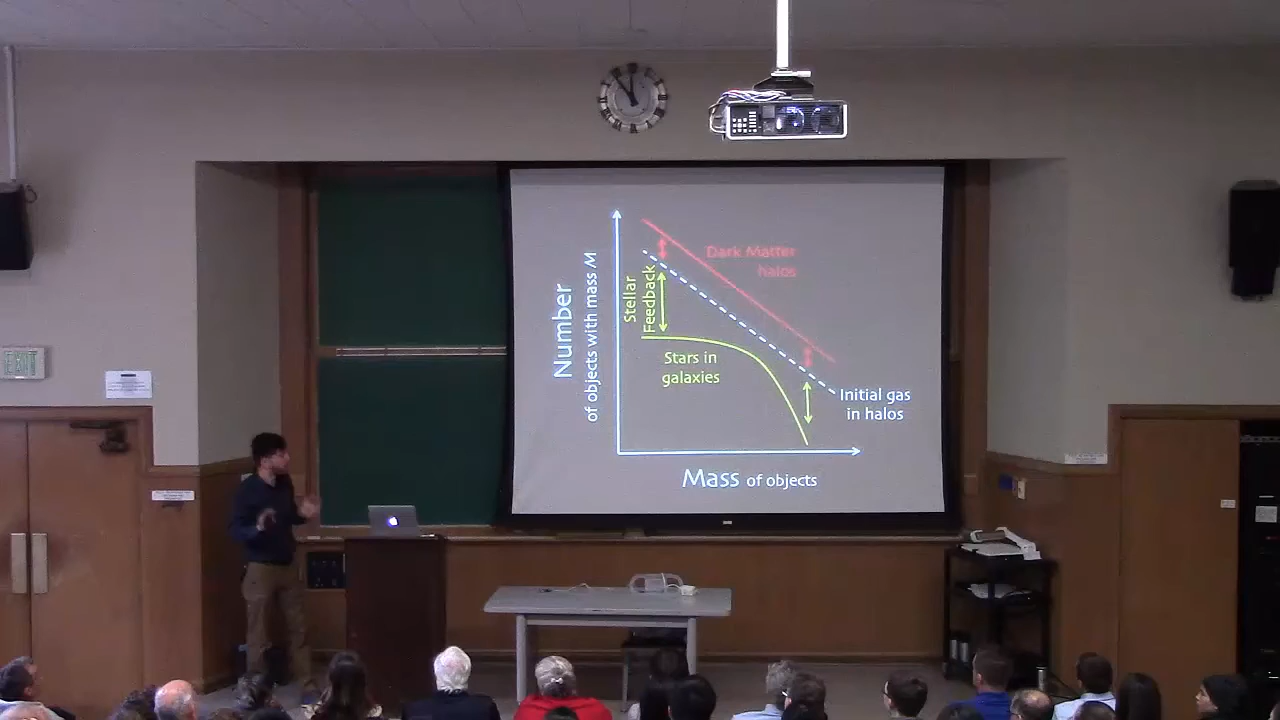 EXIT
Number
of objects with mass M
Stellar
Feedback
Dark Matter
halos
Stars in
galaxies
Initial gas
in halos
Mass of objects